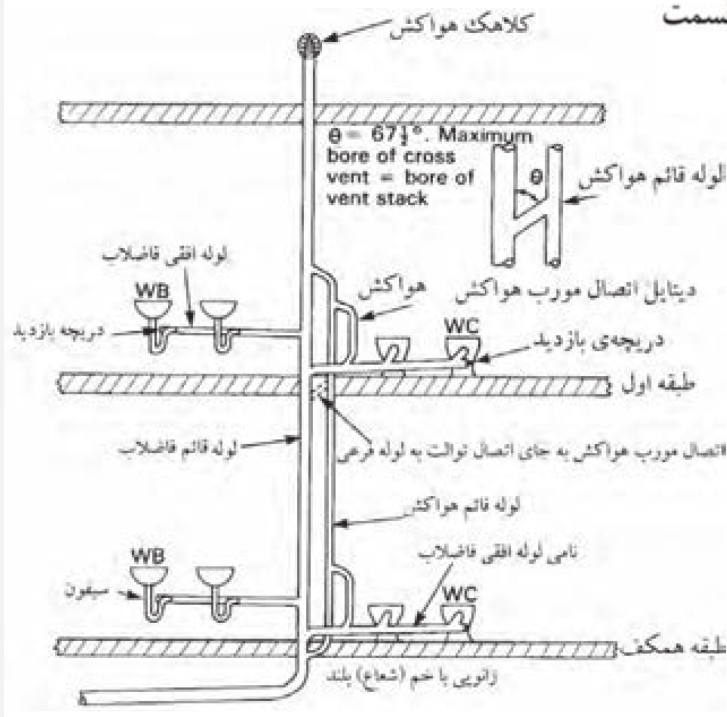 قسمت
کلاهک هواکش
θ = 67½°. Maximum
bore of cross
vent = bore of
vent stack
θ
لوله قائم هواکش
لوله افقی فاضلاب
WB
هواکش
دیتایل اتصال مورب هواکش
دریچه بازدید
WC
دریچه‌ی بازدید
طبقه اول
لوله قائم فاضلاب
اتصال مورب هواکش به جای اتصال توالت به لوله فرعی
لوله قائم هواکش
WB
نامی لوله افقی فاضلاب
سیفون
WC
طبقه همکف
زانویی با خم (شعاع) بلند